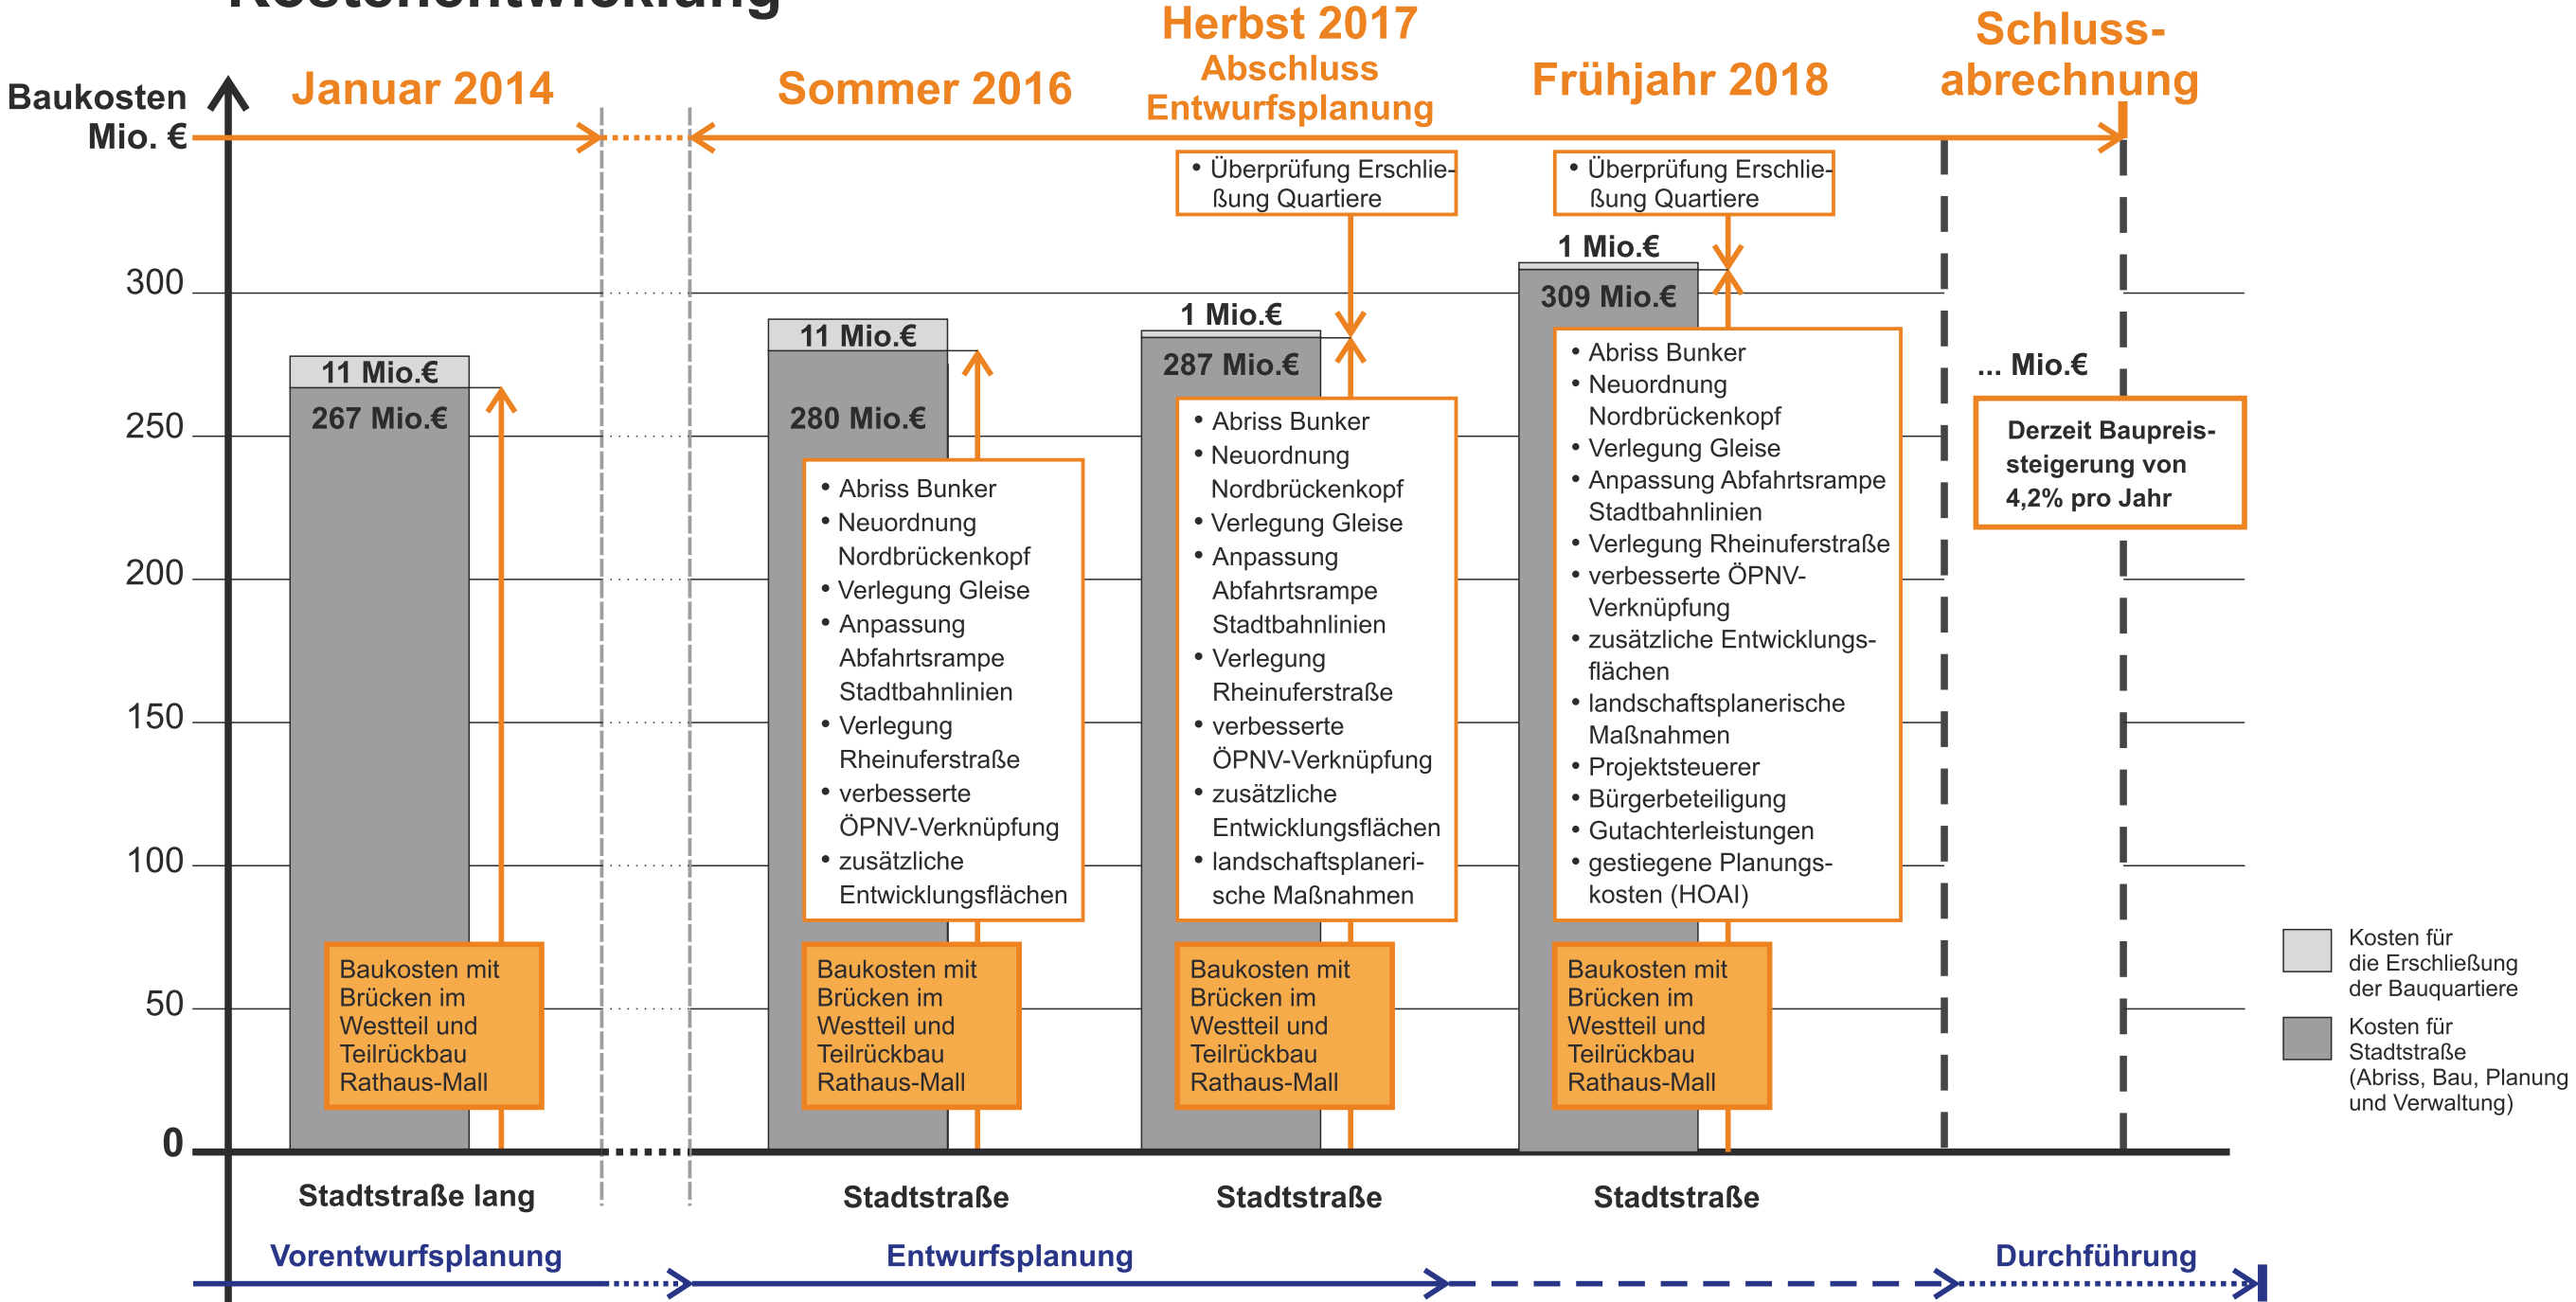 Kostenentwicklung
Baukosten
Mio. €
Januar 2014
Sommer 2016
Herbst 2017
Abschluss
Entwurfsplanung
Frühjahr 2018
Schluss-
abrechnung
300
250
200
150
100
50
0
11 Mio.€
267 Mio.€
Baukosten mit
Brücken im
Westteil und
Teilrückbau
Rathaus-Mall
Stadtstraße lang
11 Mio.€
280 Mio.€
• Abriss Bunker
• Neuordnung
Nordbrückenkopf
• Verlegung Gleise
• Anpassung
Abfahrtsrampe
Stadtbahnlinien
• Verlegung
Rheinuferstraße
• verbesserte
ÖPNV-Verknüpfung
• zusätzliche
Entwicklungsflächen
Baukosten mit
Brücken im
Westteil und
Teilrückbau
Rathaus-Mall
Stadtstraße
• Überprüfung Erschlie-
ßung Quartiere
1 Mio.€
287 Mio.€
• Abriss Bunker
• Neuordnung
Nordbrückenkopf
• Verlegung Gleise
• Anpassung
Abfahrtsrampe
Stadtbahnlinien
• Verlegung
Rheinuferstraße
• verbesserte
ÖPNV-Verknüpfung
• zusätzliche
Entwicklungsflächen
• landschaftsplaneri-
sche Maßnahmen
Baukosten mit
Brücken im
Westteil und
Teilrückbau
Rathaus-Mall
Stadtstraße
• Überprüfung Erschlie-
ßung Quartiere
1 Mio.€
309 Mio.€
• Abriss Bunker
• Neuordnung
Nordbrückenkopf
• Verlegung Gleise
• Anpassung Abfahrtsrampe
Stadtbahnlinien
• Verlegung Rheinuferstraße
• verbesserte ÖPNV-
Verknüpfung
• zusätzliche Entwicklungs-
flächen
• landschaftsplanerische
Maßnahmen
• Projektsteuerer
• Bürgerbeteiligung
• Gutachterleistungen
• gestiegene Planungs-
kosten (HOAI)
Baukosten mit
Brücken im
Westteil und
Teilrückbau
Rathaus-Mall
Stadtstraße
... Mio.€
Derzeit Baupreis-
steigerung von
4,2% pro Jahr
Kosten für
die Erschließung
der Bauquartiere
Kosten für
Stadtstraße
(Abriss, Bau, Planung
und Verwaltung)
Vorentwurfsplanung
Entwurfsplanung
Durchführung